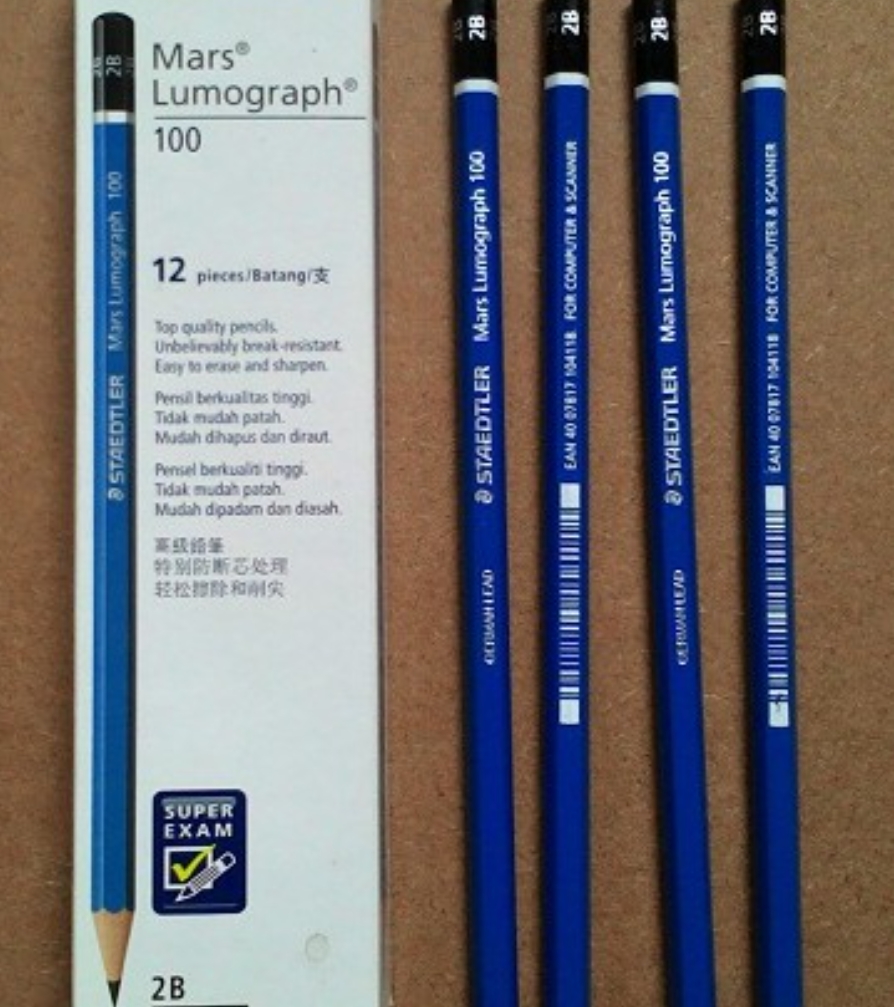 Mars®
Lumograph®
100
12 pieces/Batang/支
Top quality pencils.
Unbelievably break-resistant.
Easy to erase and sharpen.
Pensil berkualitas tinggi.
Tidak mudah patah.
Mudah dihapus dan diraut.
Pensel berkualiti tinggi.
Tidak mudah patah.
Mudah dipadam dan diasah.
高级鉛筆
特别防断芯处理
轻松擦除和削尖
SUPER
EXAM
2B
STAEDTLER Mars Lumograph 100 2B
GERMAN LEAD STAEDTLER Mars Lumograph 100 2B
EAN 40 07817 104118 FOR COMPUTER & SCANNER 2B
GERMAN LEAD STAEDTLER Mars Lumograph 100 2B
EAN 40 07817 104118 FOR COMPUTER & SCANNER 2B